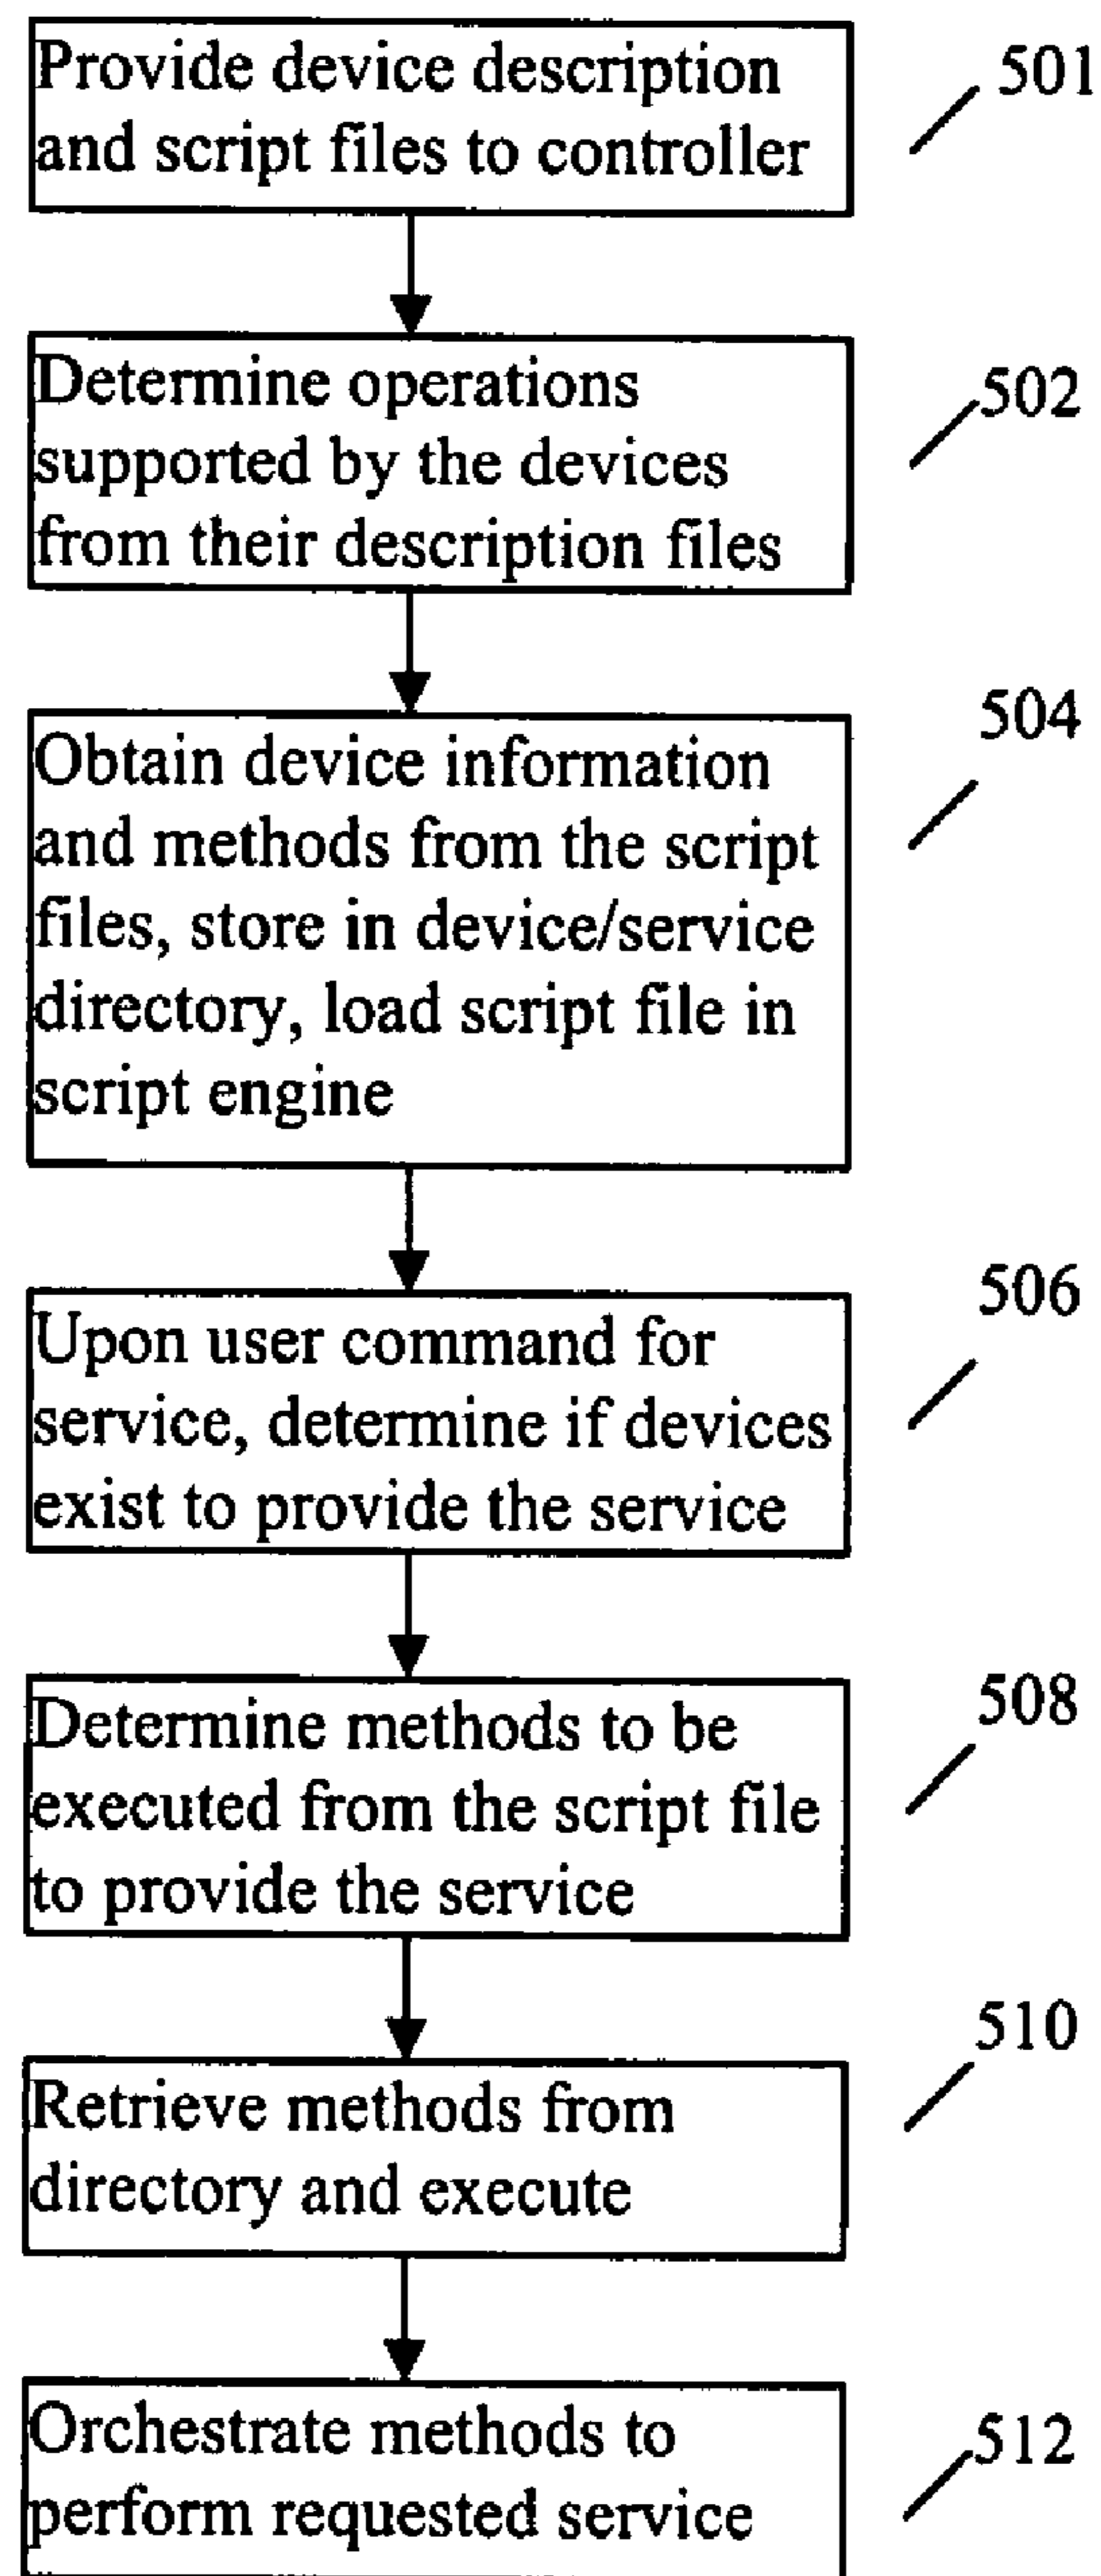 Provide device description
and script files to controller
501
Determine operations
supported by the devices
from their description files
502
Obtain device information
and methods from the script
files, store in device/service
directory, load script file in
script engine
504
Upon user command for
service, determine if devices
exist to provide the service
506
Determine methods to be
executed from the script file
to provide the service
508
Retrieve methods from
directory and execute
510
Orchestrate methods to
perform requested service
512